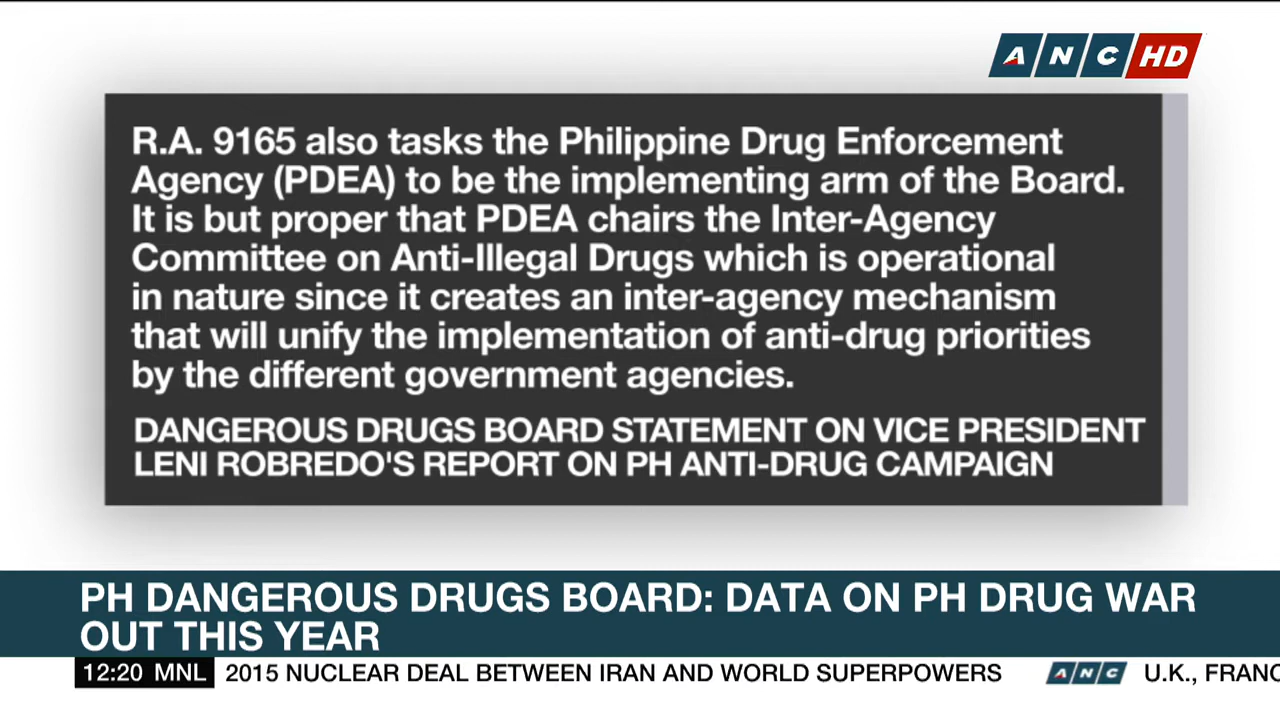 ANC HD
R.A. 9165 also tasks the Philippine Drug Enforcement
Agency (PDEA) to be the implementing arm of the Board.
It is but proper that PDEA chairs the Inter-Agency
Committee on Anti-Illegal Drugs which is operational
in nature since it creates an inter-agency mechanism
that will unify the implementation of anti-drug priorities
by the different government agencies.
DANGEROUS DRUGS BOARD STATEMENT ON VICE PRESIDENT
LENI ROBREDO'S REPORT ON PH ANTI-DRUG CAMPAIGN
PH DANGEROUS DRUGS BOARD: DATA ON PH DRUG WAR
OUT THIS YEAR
12:20 MNL 2015 NUCLEAR DEAL BETWEEN IRAN AND WORLD SUPERPOWERS ANC U.K., FRANC